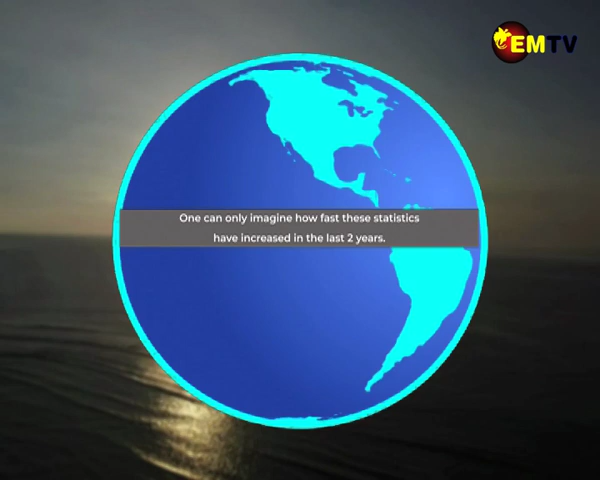 EMTV
One can only imagine how fast these statistics
have increased in the last 2 years.